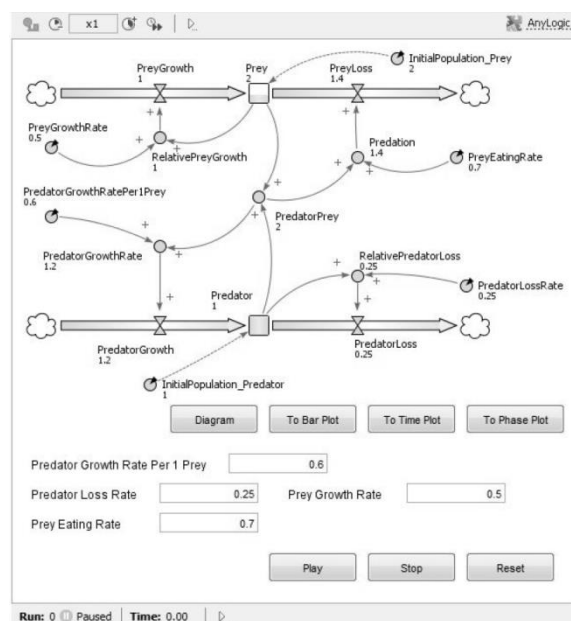 x1 AnyLogic
PreyGrowth
1
Prey
2
PreyLoss
1.4
InitialPopulation_Prey
2
PreyGrowthRate
0.5
+
+
+
RelativePreyGrowth
1
+
+
+
Predation
1.4
PreyEatingRate
0.7
PredatorGrowthRatePer1Prey
0.6
+
+
PredatorPrey
2
+
+
+
PredatorGrowthRate
1.2
RelativePredatorLoss
0.25
+
+
PredatorLossRate
0.25
+
+
Predator
1
PredatorGrowth
1.2
PredatorLoss
0.25
InitialPopulation_Predator
1
Diagram To Bar Plot To Time Plot To Phase Plot
Predator Growth Rate Per 1 Prey 0.6
Predator Loss Rate 0.25 Prey Growth Rate 0.5
Prey Eating Rate 0.7
Play Stop Reset
Run: 0 Paused Time: 0.00